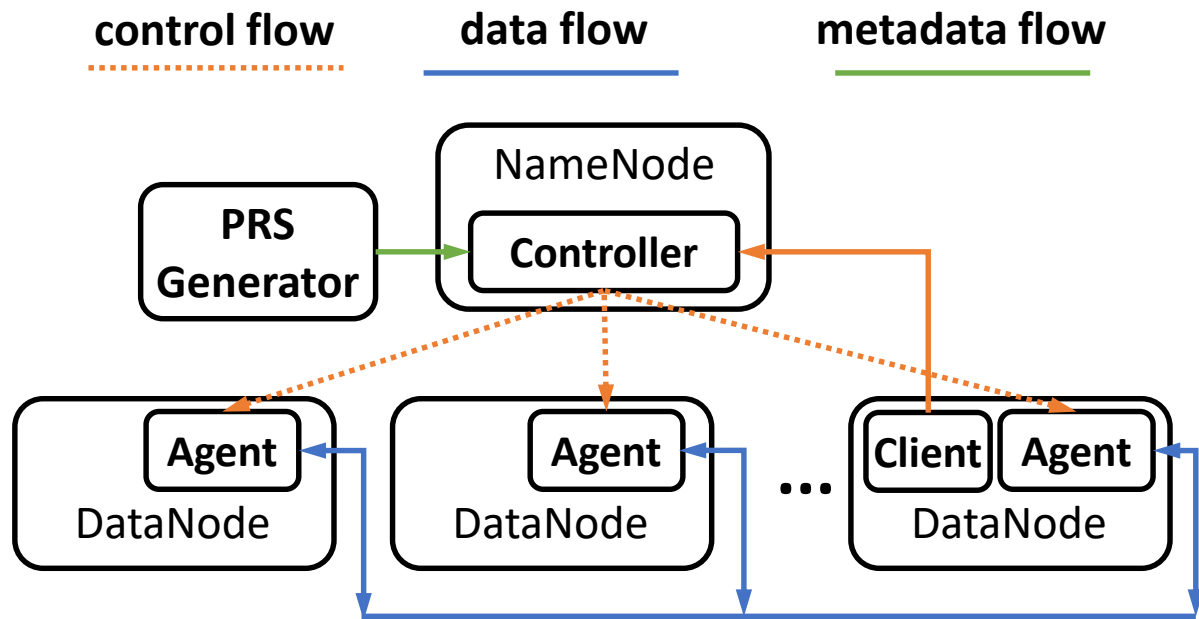 control flow
data flow
metadata flow
NameNode
PRS
Generator
Controller
Agent
DataNode
Agent
DataNode
...
Client
Agent
DataNode